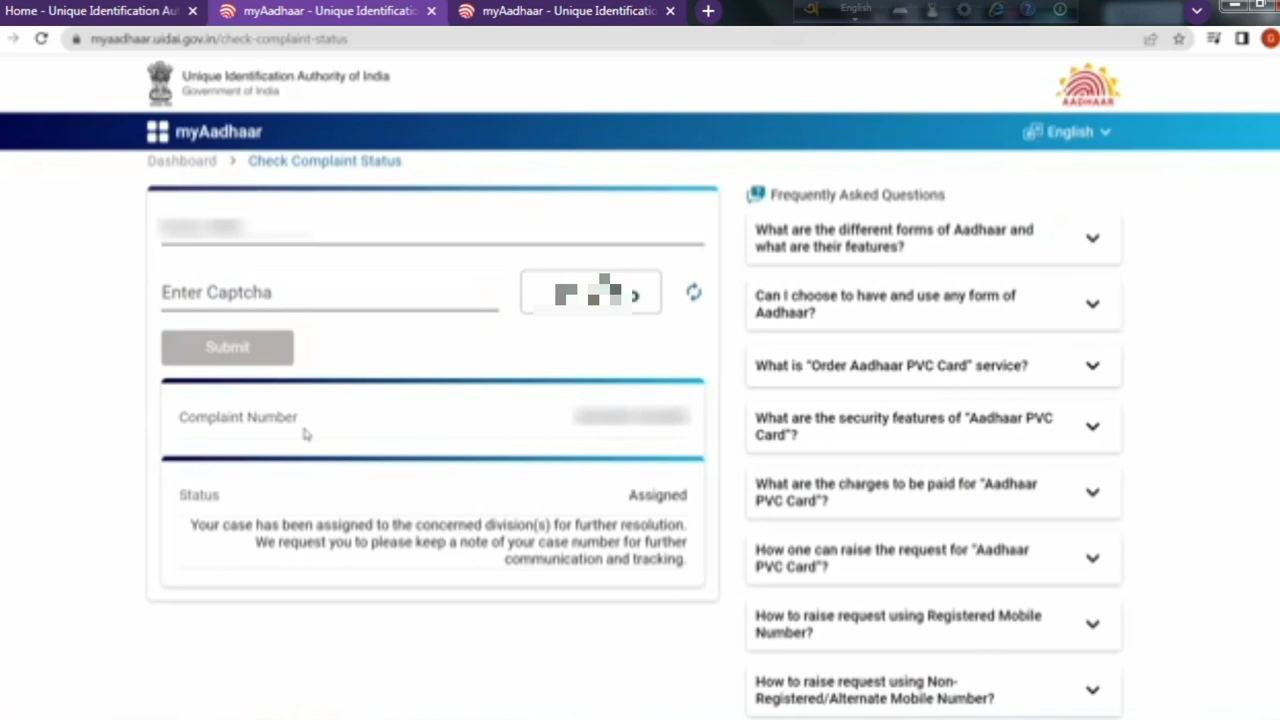 Home - Unique Identification Aut
myAadhaar - Unique Identificatio
myAadhaar - Unique Identificatio
English
myaadhaar.uidai.gov.in/check-complaint-status
Unique Identification Authority of India
Government of India
AADHAAR
myAadhaar
English
Dashboard > Check Complaint Status
Enter Captcha
Submit
Complaint Number
Status
Assigned
Your case has been assigned to the concerned division(s) for further resolution.
We request you to please keep a note of your case number for further
communication and tracking.
Frequently Asked Questions
What are the different forms of Aadhaar and
what are their features?
Can I choose to have and use any form of
Aadhaar?
What is "Order Aadhaar PVC Card" service?
What are the security features of "Aadhaar PVC
Card"?
What are the charges to be paid for "Aadhaar
PVC Card"?
How one can raise the request for "Aadhaar
PVC Card"?
How to raise request using Registered Mobile
Number?
How to raise request using Non-
Registered/Alternate Mobile Number?